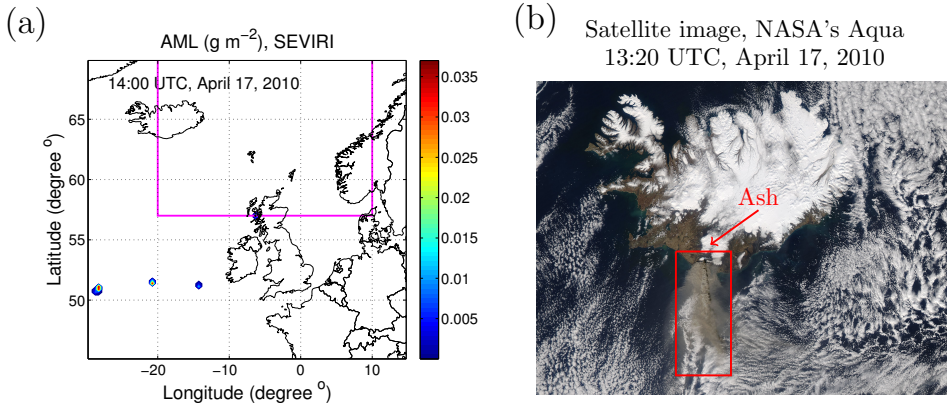 (a)
AML (g m⁻²), SEVIRI
14:00 UTC, April 17, 2010
Latitude (degree °)
65
60
55
50
−20
−10
0
10
Longitude (degree °)
0.035
0.03
0.025
0.02
0.015
0.01
0.005
(b)
Satellite image, NASA's Aqua
13:20 UTC, April 17, 2010
Ash